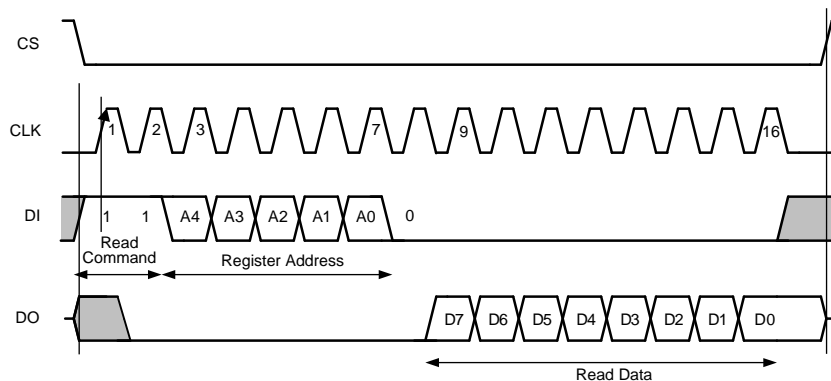 CS
CLK
1 2 3 7 9 16
DI
1 1 A4 A3 A2 A1 A0 0
Read
Command
Register Address
DO
D7 D6 D5 D4 D3 D2 D1 D0
Read Data